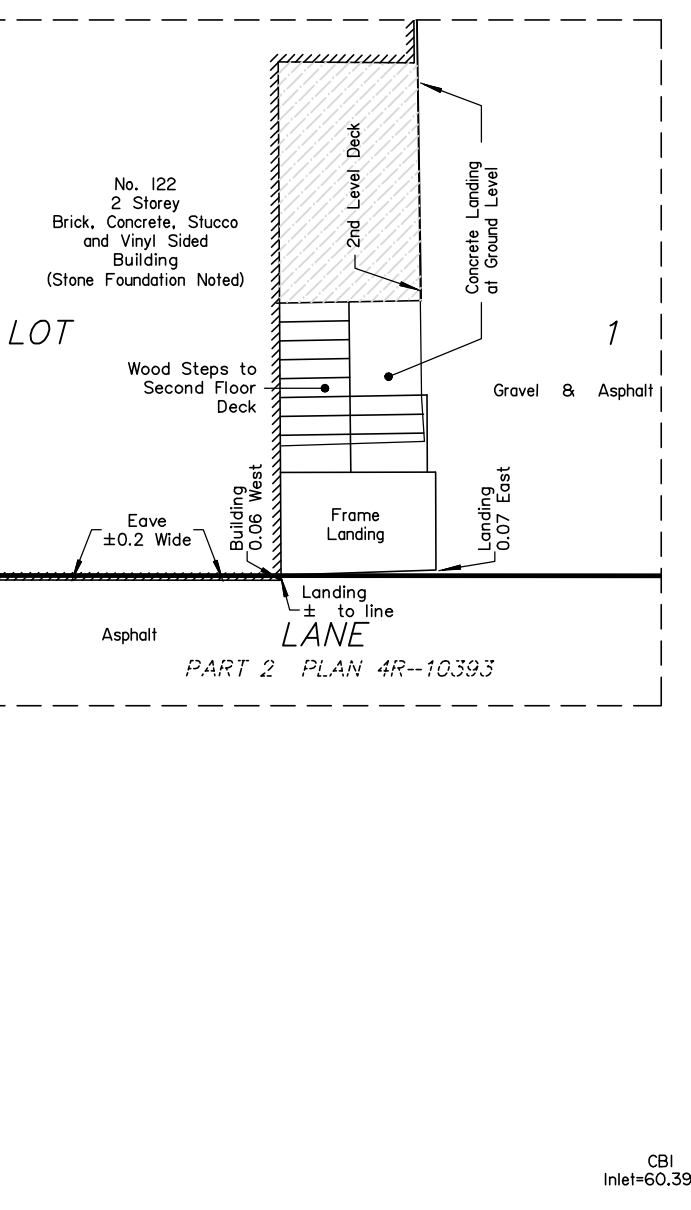 No. 122
2 Storey
Brick, Concrete, Stucco
and Vinyl Sided
Building
(Stone Foundation Noted)
2nd Level Deck
Concrete Landing
at Ground Level
LOT
1
Wood Steps to
Second Floor
Deck
Gravel & Asphalt
Building
0.06 West
Landing
0.07 East
Eave
±0.2 Wide
Frame
Landing
Landing
± to line
Asphalt
LANE
PART 2 PLAN 4R--10393
CB1
Inlet=60.39